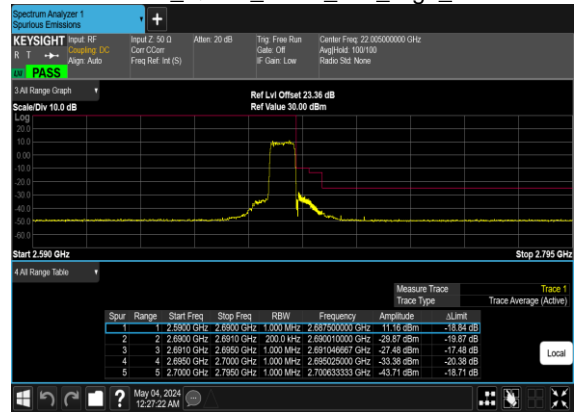 Spectrum Analyzer 1
Spurious Emissions
+
KEYSIGHT Input: RF Input Z: 50 Ω Atten: 20 dB Trig: Free Run Center Freq: 22.005000000 GHz
R T Coupling: DC Corr CCorr Gate: Off Avg|Hold: 100/100
Align: Auto Freq Ref: Int (S) IF Gain: Low Radio Std: None
PASS
3.All Range Graph Ref Lvl Offset 23.36 dB
Scale/Div 10.0 dB Ref Value 30.00 dBm
Log
20.0
10.0
0.00
-10.0
-20.0
-30.0
-40.0
-50.0
-60.0
Start 2.590 GHz Stop 2.795 GHz
4 All Range Table
Measure Trace Trace 1
Trace Type Trace Average (Active)
Spur Range Start Freq Stop Freq RBW Frequency Amplitude ΔLimit
1 1 2.5900 GHz 2.6900 GHz 1.000 MHz 2.687500000 GHz 11.16 dBm -18.84 dB
2 2 2.6900 GHz 2.6910 GHz 200.0 kHz 2.690010000 GHz -29.87 dBm -19.87 dB
3 3 2.6910 GHz 2.6950 GHz 1.000 MHz 2.691046667 GHz -27.48 dBm -17.48 dB
4 4 2.6950 GHz 2.7000 GHz 1.000 MHz 2.695025000 GHz -33.38 dBm -20.38 dB
5 5 2.7000 GHz 2.7950 GHz 1.000 MHz 2.700633333 GHz -43.71 dBm -18.71 dB
Local
? May 04, 2024
12:27:22 AM